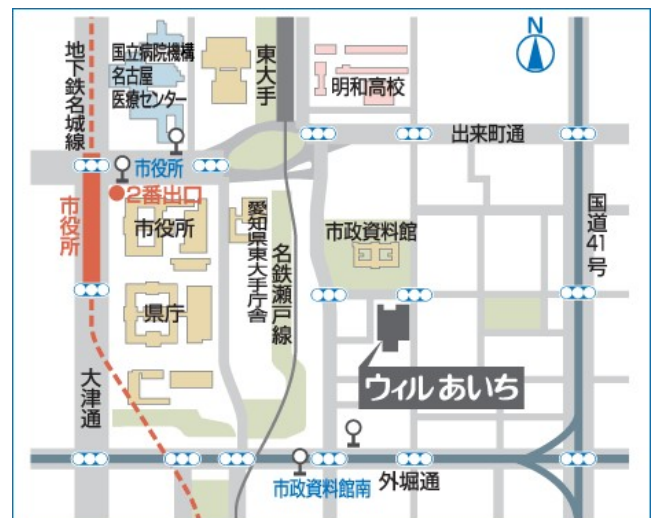 N
地下鉄名城線
国立病院機構
名古屋
医療センター
東大手
明和高校
出来町通
市役所
2番出口
市役所
市役所
愛知県東大手庁舎
名鉄瀬戸線
市政資料館
国道41号
県庁
ウィルあいち
大津通
市政資料館南
外堀通